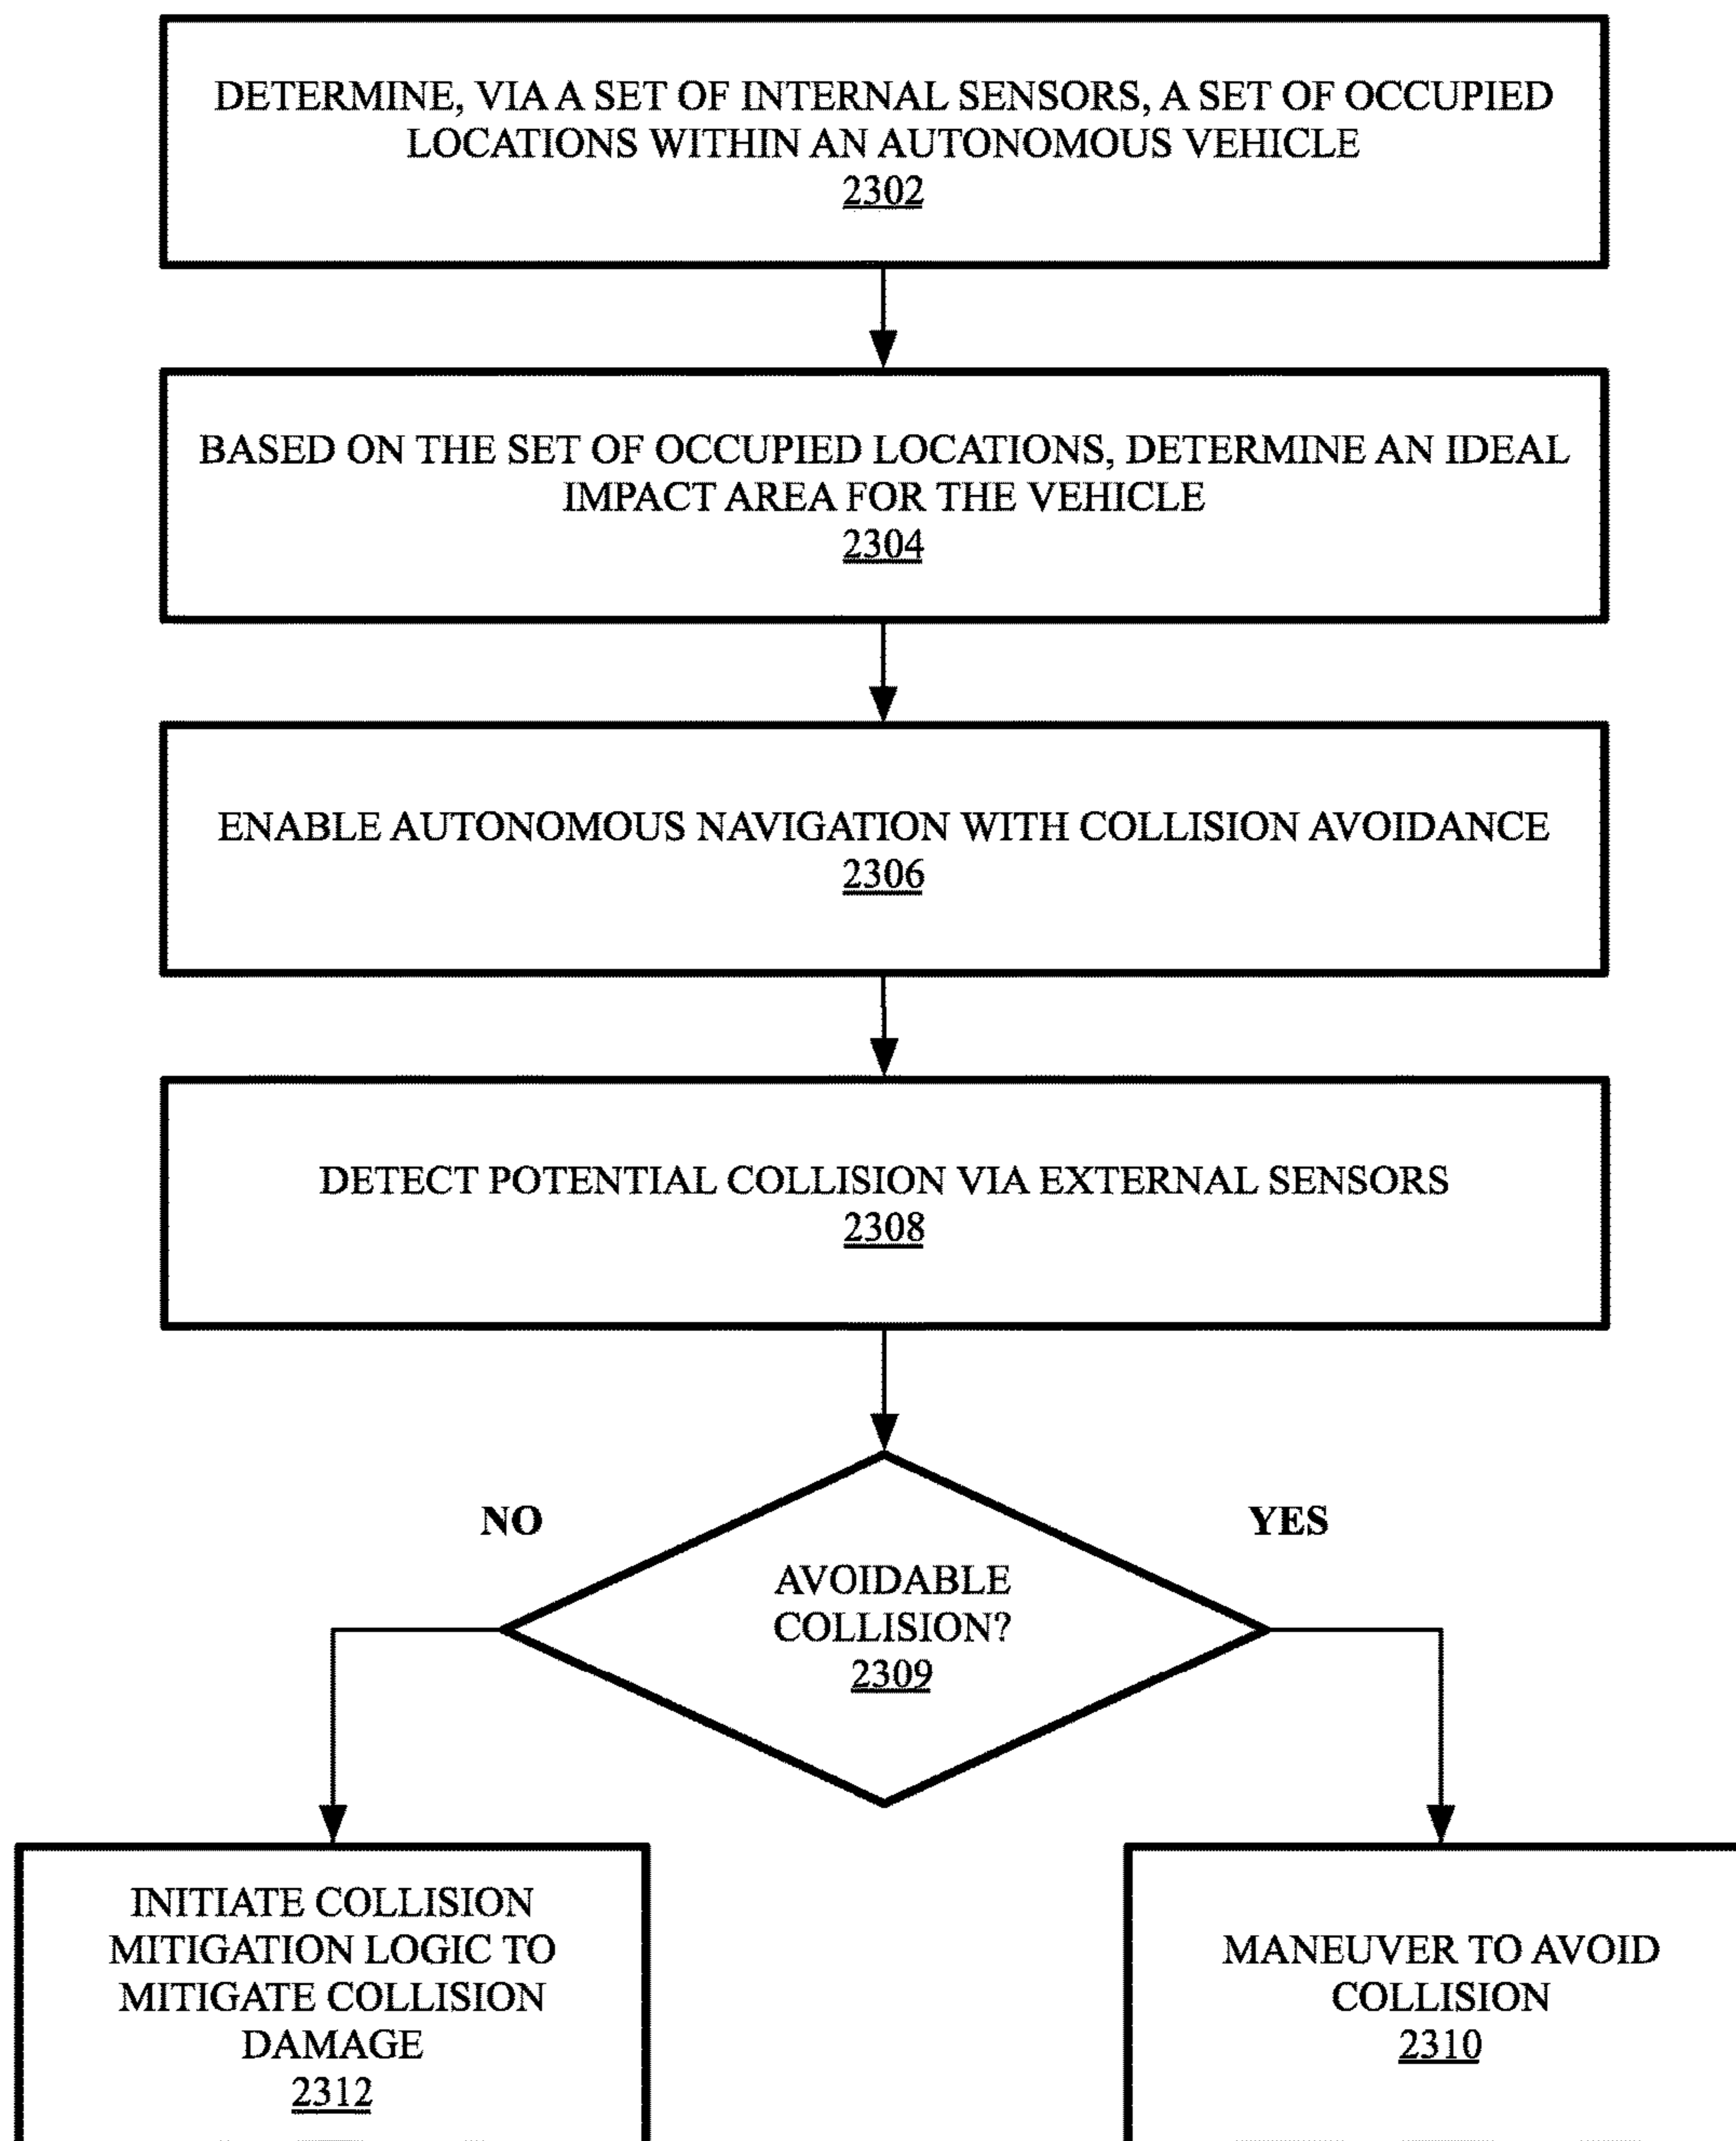 DETERMINE, VIA A SET OF INTERNAL SENSORS, A SET OF OCCUPIED
LOCATIONS WITHIN AN AUTONOMOUS VEHICLE
2302
BASED ON THE SET OF OCCUPIED LOCATIONS, DETERMINE AN IDEAL
IMPACT AREA FOR THE VEHICLE
2304
ENABLE AUTONOMOUS NAVIGATION WITH COLLISION AVOIDANCE
2306
DETECT POTENTIAL COLLISION VIA EXTERNAL SENSORS
2308
NO
YES
AVOIDABLE
COLLISION?
2309
INITIATE COLLISION
MITIGATION LOGIC TO
MITIGATE COLLISION
DAMAGE
2312
MANEUVER TO AVOID
COLLISION
2310